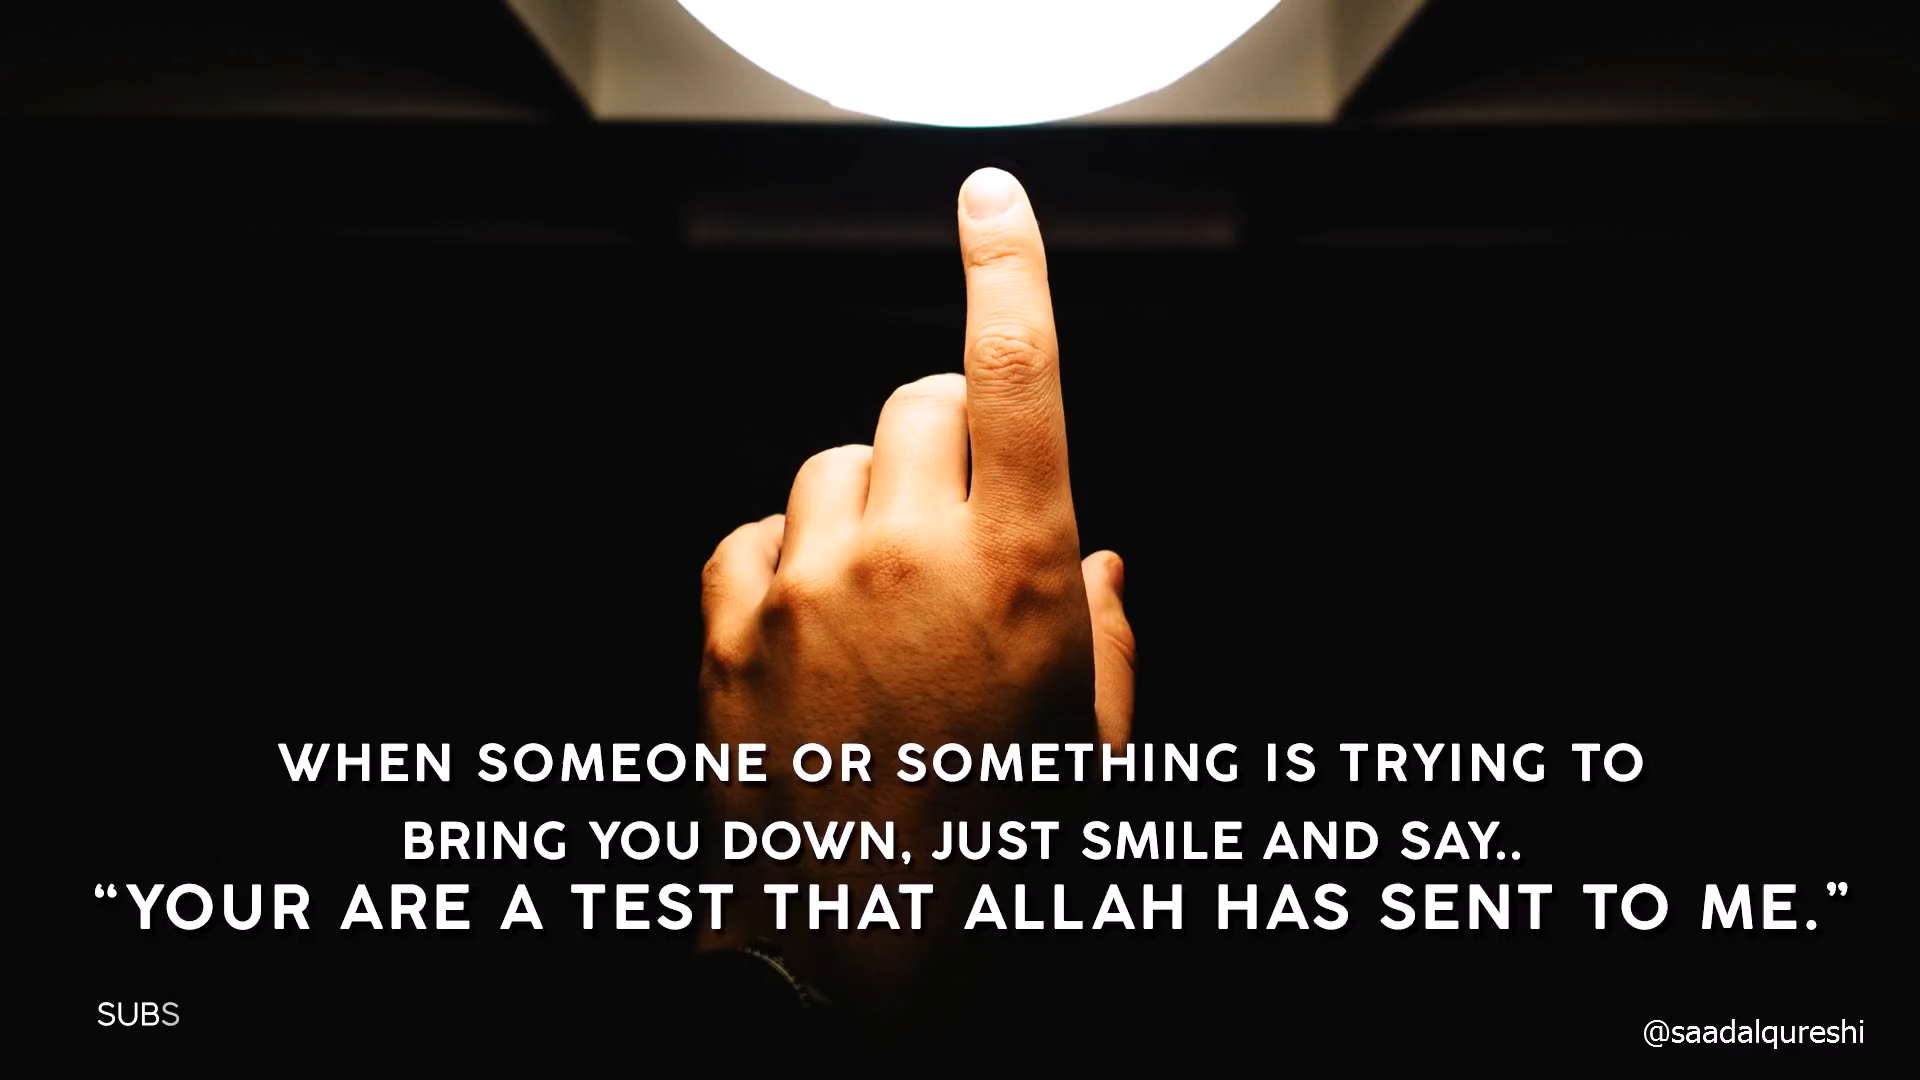 WHEN SOMEONE OR SOMETHING IS TRYING TO
BRING YOU DOWN, JUST SMILE AND SAY..
“YOUR ARE A TEST THAT ALLAH HAS SENT TO ME.”
SUBS
@saadalqureshi